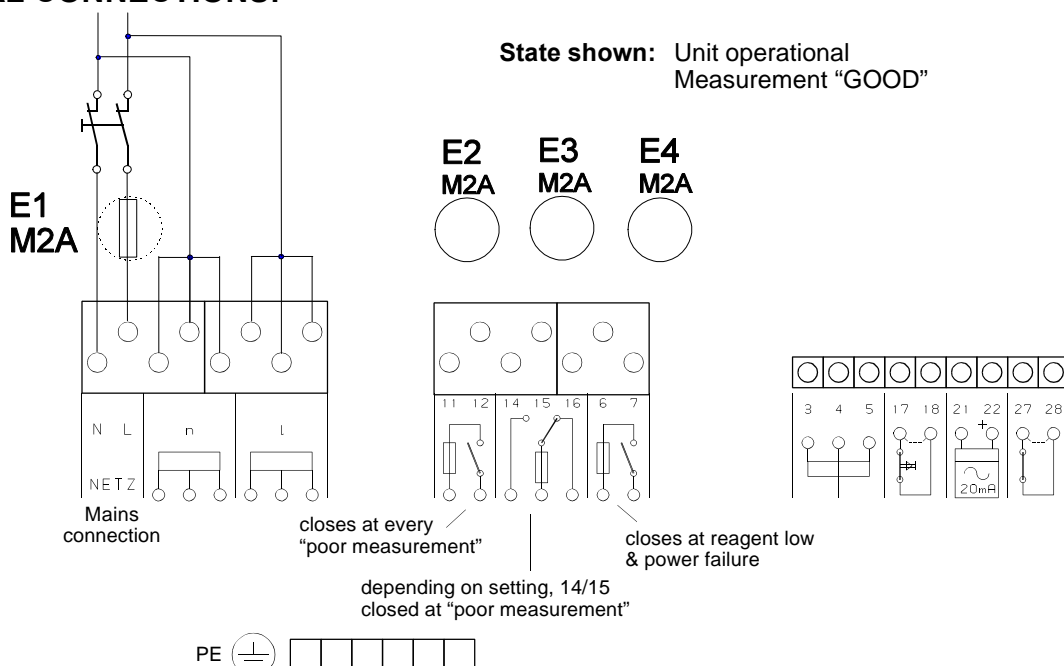 State shown: Unit operational
Measurement “GOOD”
E2 E3 E4
M2A M2A M2A
E1
M2A
11 12 14 15 16 6 7
3 4 5 17 18 21 22 27 28
+
N L n l
NETZ
20mA
Mains
connection
closes at every
“poor measurement”
closes at reagent low
& power failure
depending on setting, 14/15
closed at “poor measurement”
PE